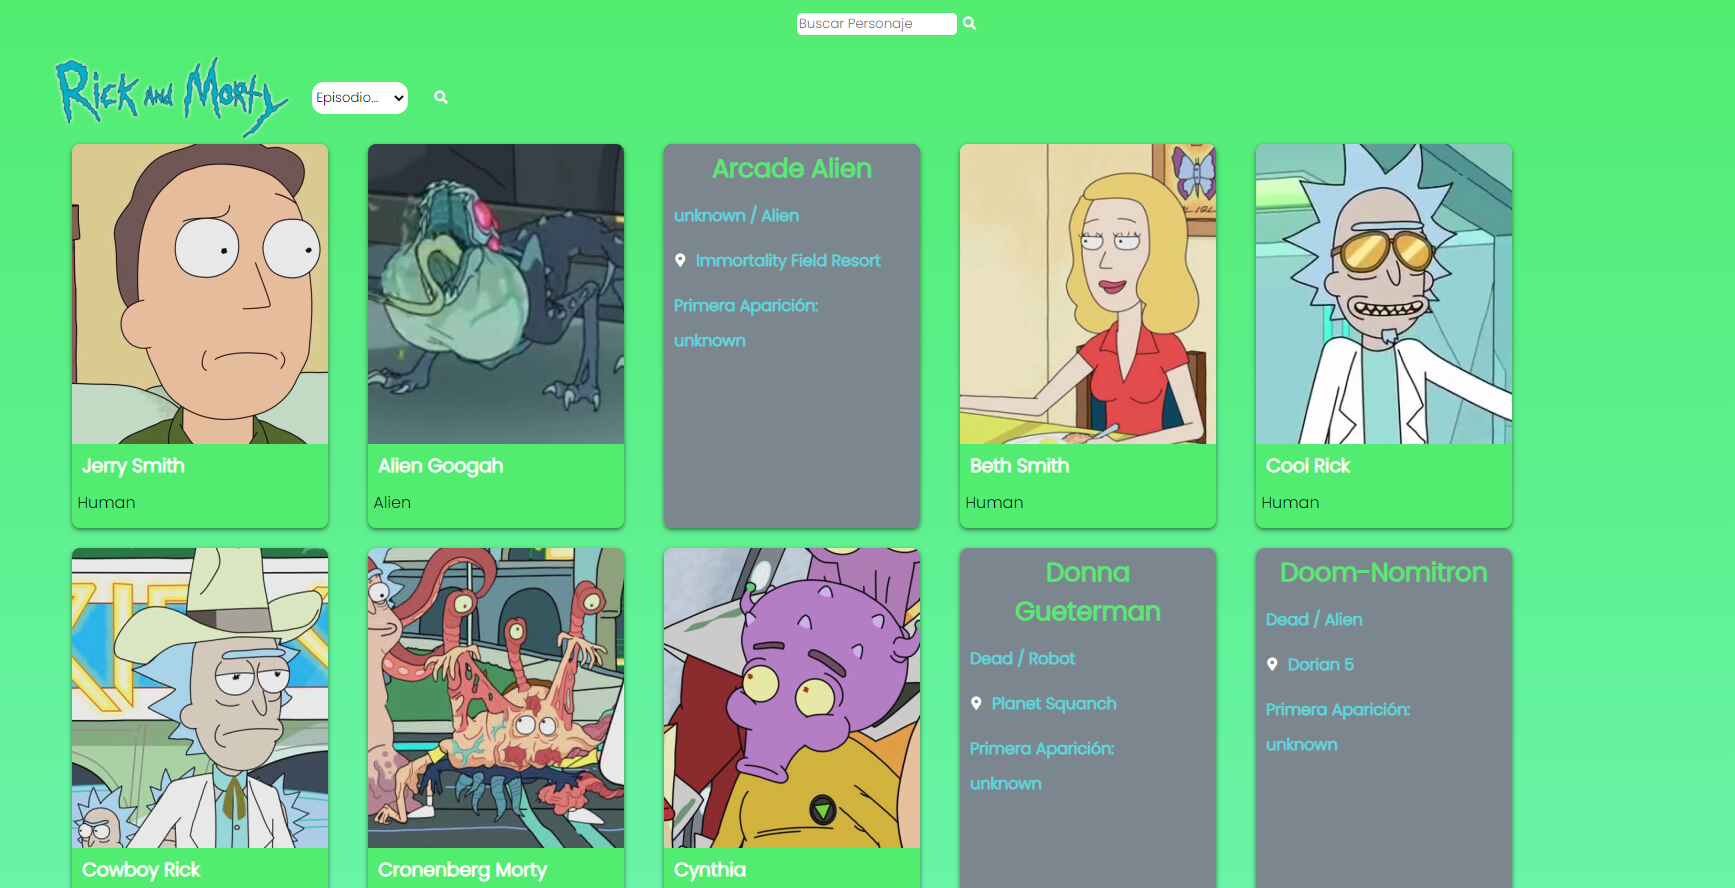 Buscar Personaje
Rick and Morty
Episodio...
Arcade Alien
unknown / Alien
Immortality Field Resort
Primera Aparición:
unknown
Jerry Smith
Human
Alien Googah
Alien
Beth Smith
Human
Cool Rick
Human
Donna
Gueterman
Dead / Robot
Planet Squanch
Primera Aparición:
unknown
Doom-Nomitron
Dead / Alien
Dorian 5
Primera Aparición:
unknown
Cowboy Rick
Cronenberg Morty
Cynthia